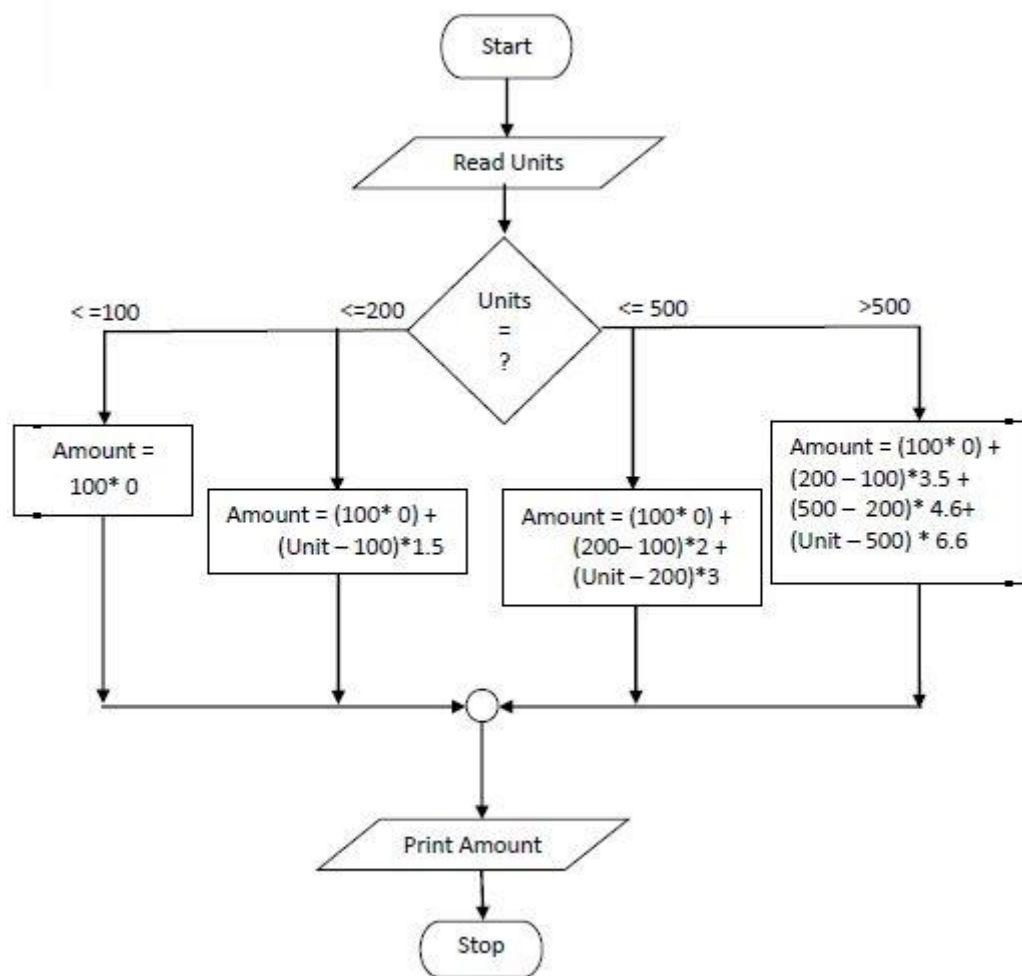 Start
Read Units
< =100
<=200
Units
=
?
<= 500
>500
Amount =
100* 0
Amount = (100* 0) +
(Unit – 100)*1.5
Amount = (100* 0) +
(200– 100)*2 +
(Unit – 200)*3
Amount = (100* 0) +
(200 – 100)*3.5 +
(500 – 200)* 4.6+
(Unit – 500) * 6.6
Print Amount
Stop